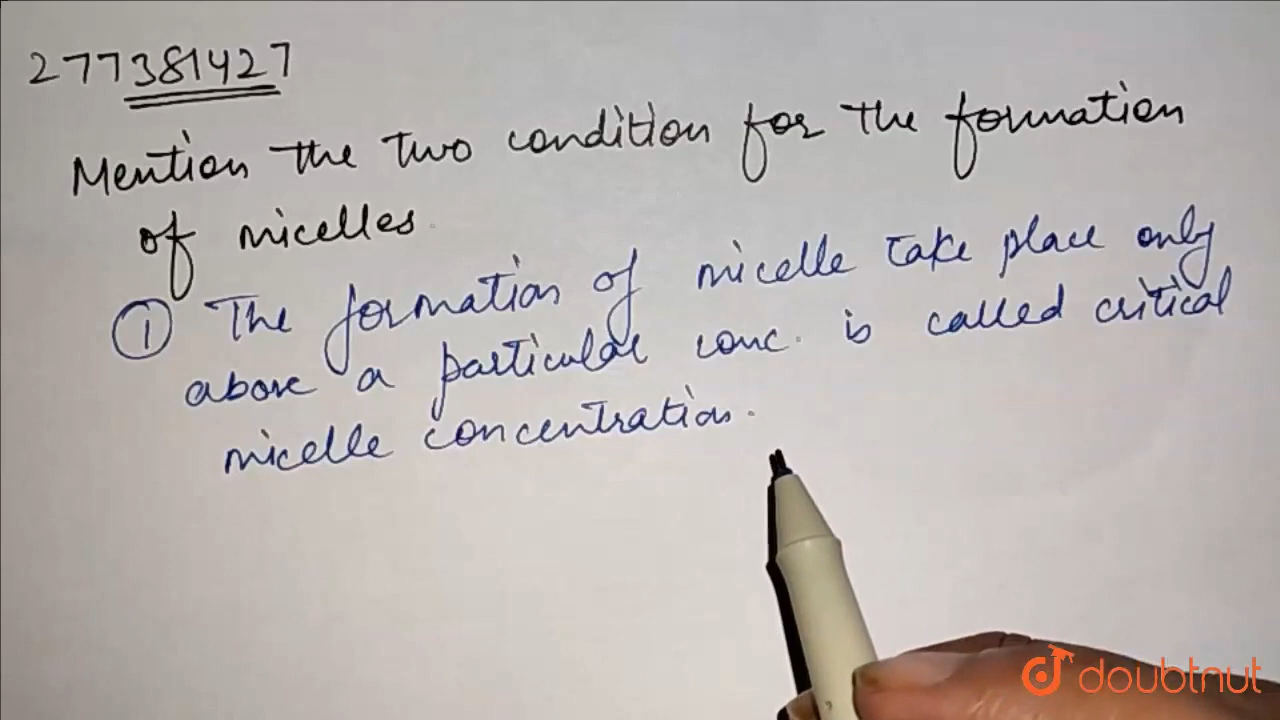 277381427
Mention the two condition for the formation
of micelles.
① The formation of micelle take place only
above a particular conc. is called critical
micelle concentration.
doubtnut